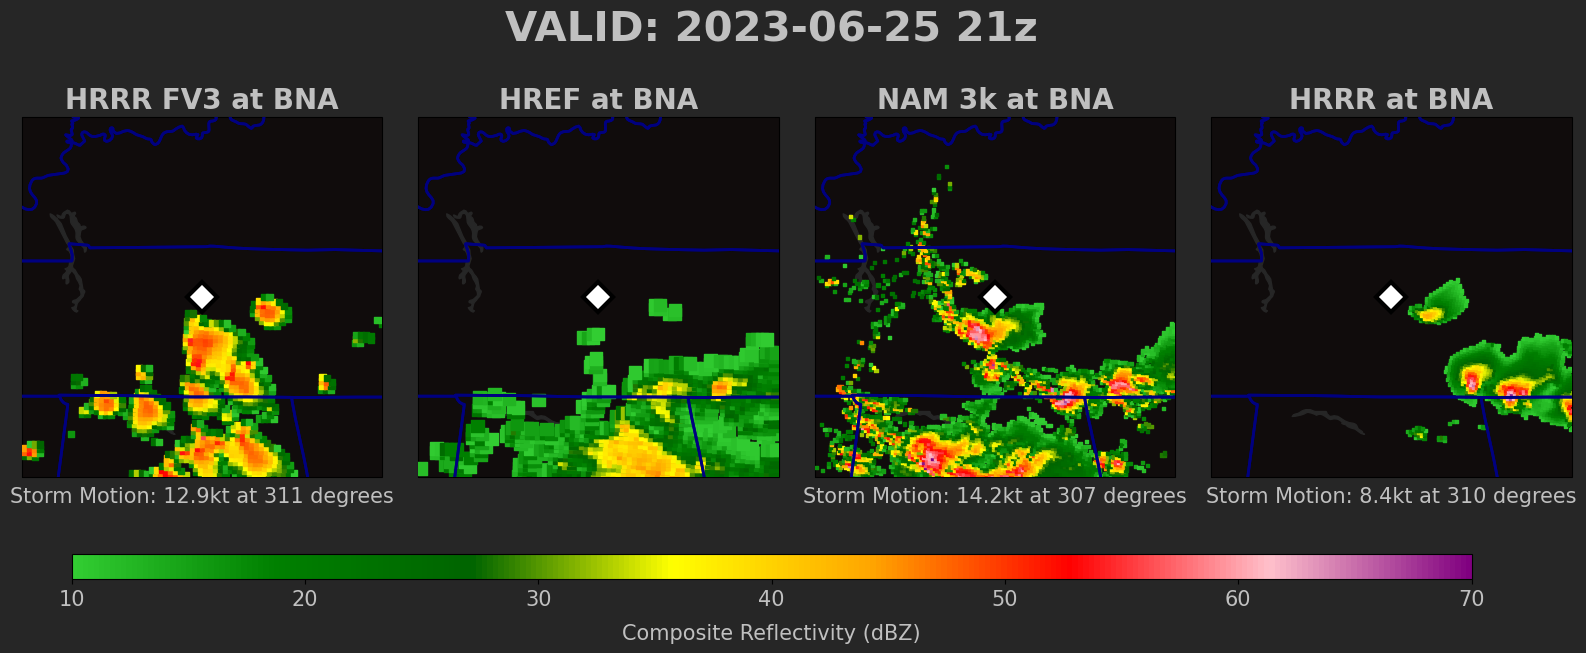 VALID: 2023-06-25 21z
HRRR FV3 at BNA
HREF at BNA
NAM 3k at BNA
HRRR at BNA
Storm Motion: 12.9kt at 311 degrees
Storm Motion: 14.2kt at 307 degrees
Storm Motion: 8.4kt at 310 degrees
10 20 30 40 50 60 70
Composite Reflectivity (dBZ)